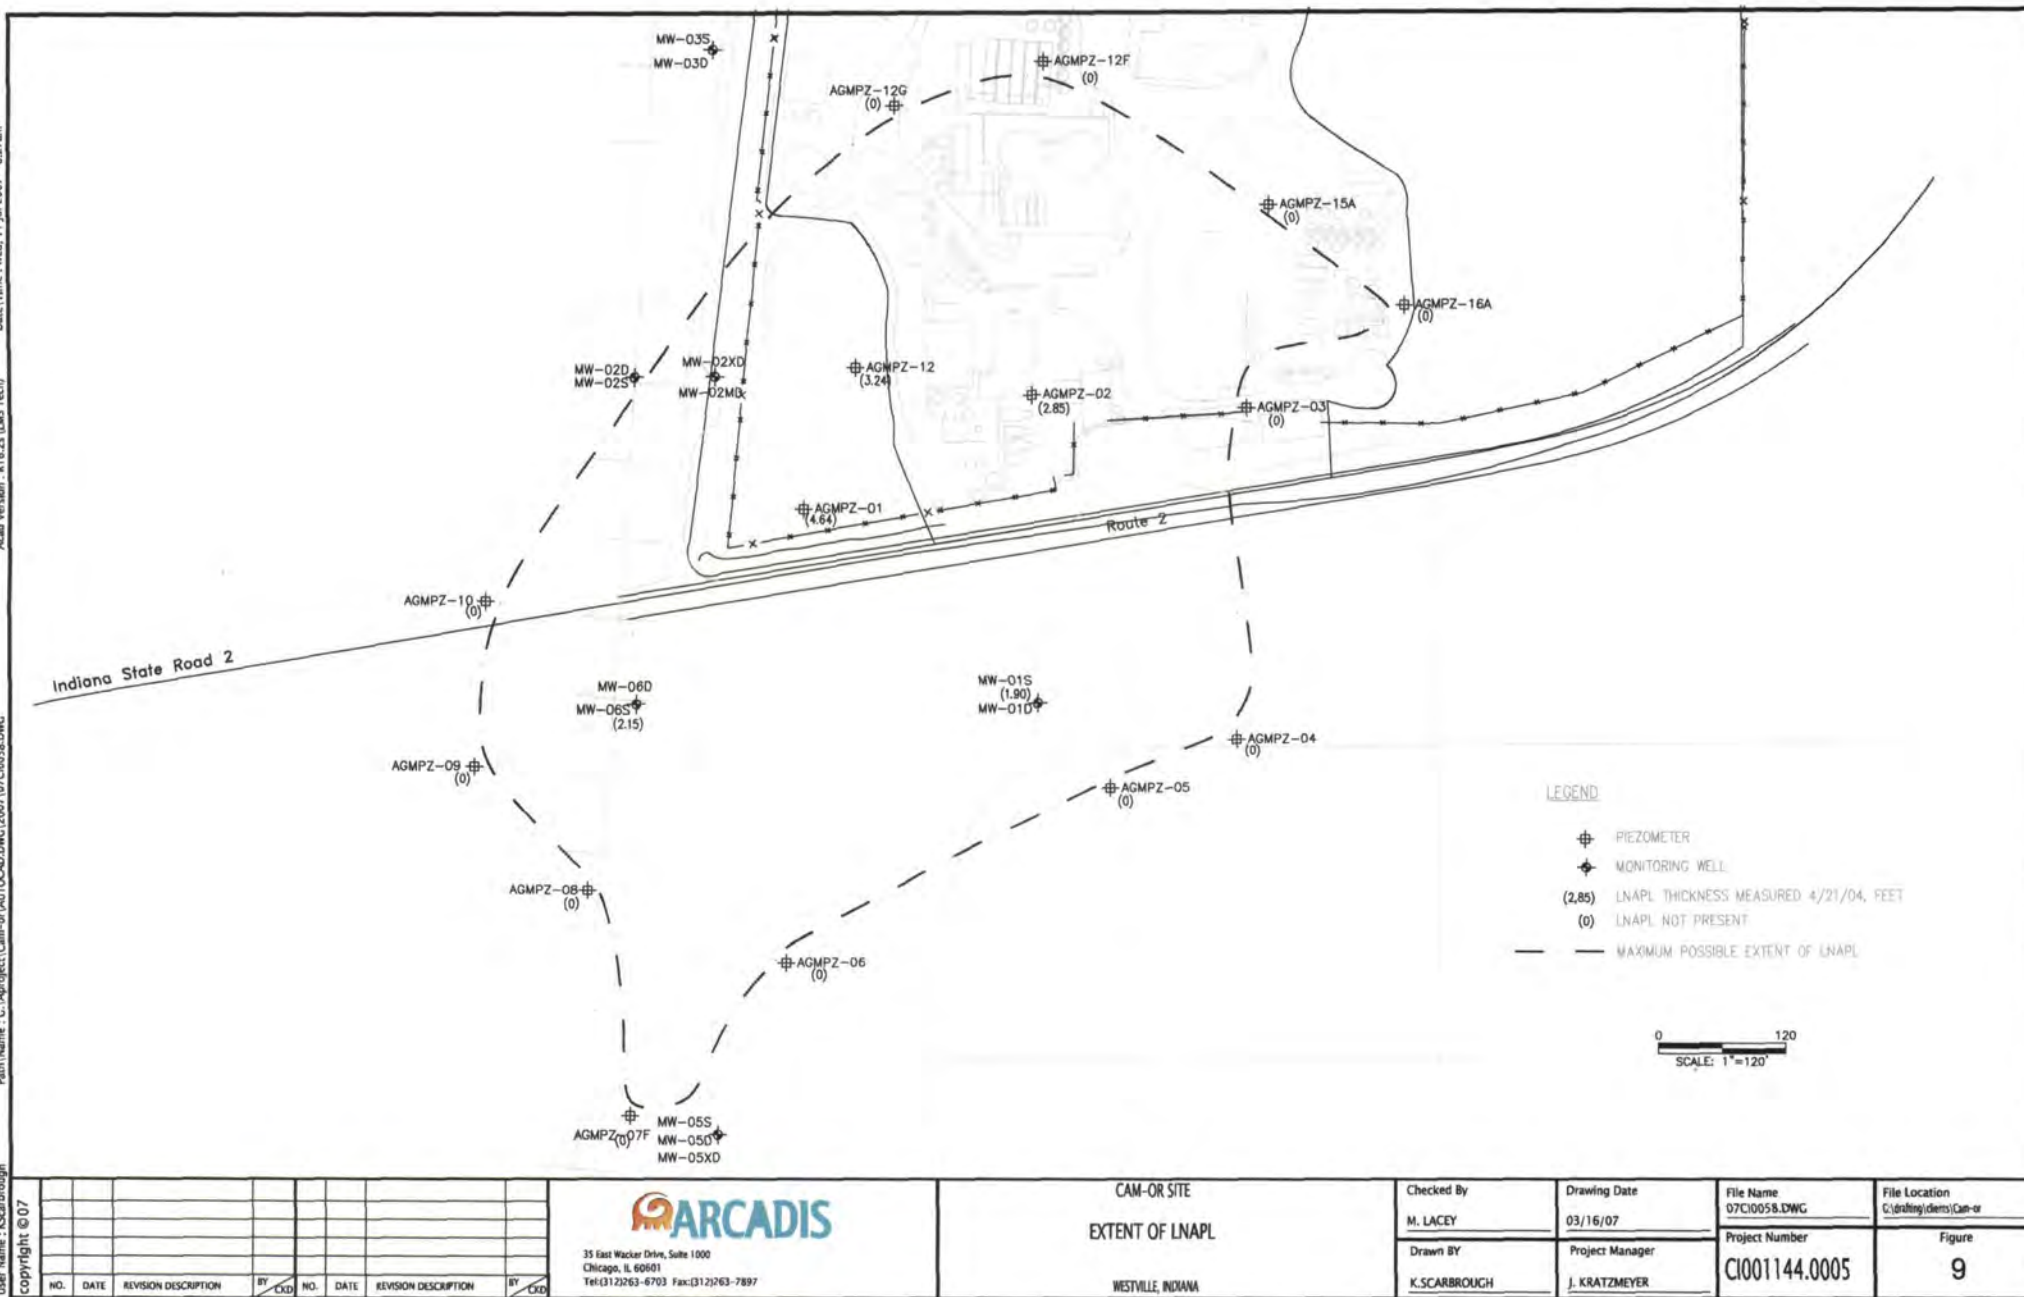 MW-03S
MW-03D
AGMPZ-12F
(0)
AGMPZ-12G
(0)
AGMPZ-15A
(0)
AGMPZ-16A
(0)
MW-02D
MW-02S
MW-02XD
MW-02MD
AGMPZ-12
(3.24)
AGMPZ-02
(2.85)
AGMPZ-03
(0)
AGMPZ-01
(4.64)
Route 2
AGMPZ-10
(0)
Indiana State Road 2
MW-06D
MW-06S
(2.15)
MW-01S
(1.90)
MW-01D
AGMPZ-04
(0)
AGMPZ-09
(0)
AGMPZ-05
(0)
AGMPZ-08
(0)
AGMPZ-06
(0)
AGMPZ-07F
(0)
MW-05S
MW-05D
MW-05XD
LEGEND
PIEZOMETER
MONITORING WELL
(2.85) LNAPL THICKNESS MEASURED 4/21/04, FEET
(0) LNAPL NOT PRESENT
MAXIMUM POSSIBLE EXTENT OF LNAPL
0 120
SCALE: 1"=120'
copyright © 07
NO. DATE REVISION DESCRIPTION BY CKD NO. DATE REVISION DESCRIPTION BY CKD
ARCADIS
35 East Wacker Drive, Suite 1000
Chicago, IL 60601
Tel:(312)263-6703 Fax:(312)263-7897
CAM-OR SITE
EXTENT OF LNAPL
WESTVILLE, INDIANA
Checked By
M. LACEY
Drawn BY
K.SCARBROUGH
Drawing Date
03/16/07
Project Manager
J. KRATZMEYER
File Name
07CI0058.DWG
Project Number
CI001144.0005
File Location
G:\drafting\clients\Cam-or
Figure
9